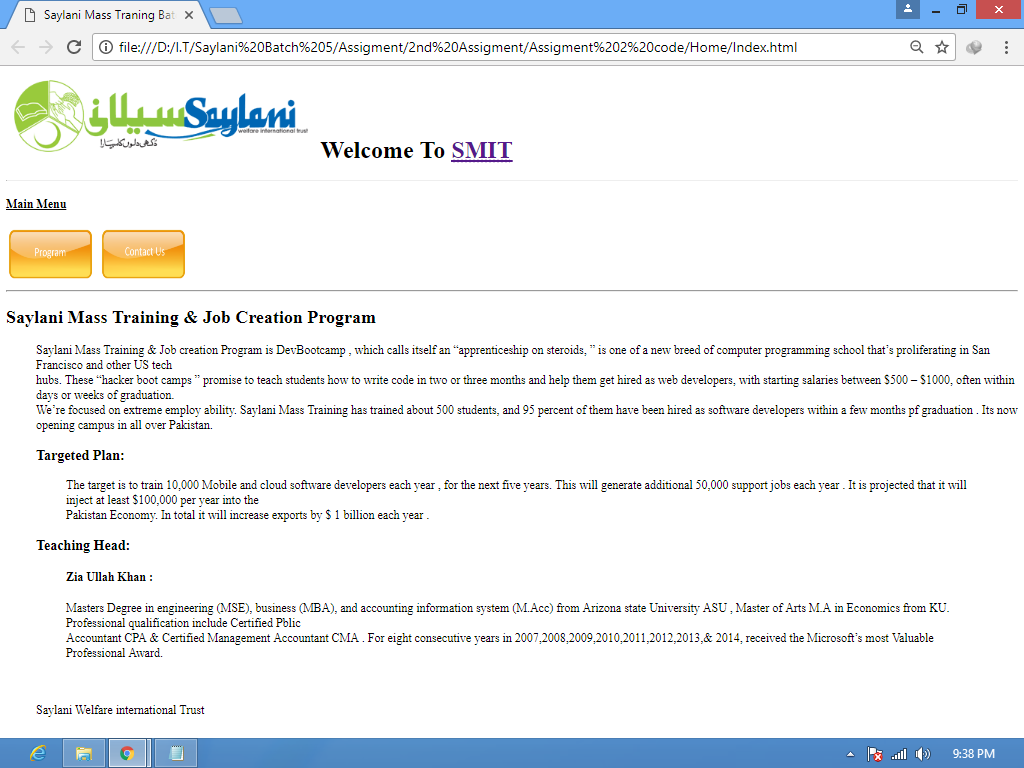 Saylani Mass Traning Bat
file:///D:/I.T/Saylani%20Batch%205/Assigment/2nd%20Assigment/Assigment%202%20code/Home/Index.html
سیلانی Saylani
welfare international trust
Welcome To SMIT
Main Menu
Program Contact Us
Saylani Mass Training & Job Creation Program
Saylani Mass Training & Job creation Program is DevBootcamp , which calls itself an “apprenticeship on steroids, ” is one of a new breed of computer programming school that’s proliferating in San
Francisco and other US tech
hubs. These “hacker boot camps ” promise to teach students how to write code in two or three months and help them get hired as web developers, with starting salaries between $500 – $1000, often within
days or weeks of graduation.
We’re focused on extreme employ ability. Saylani Mass Training has trained about 500 students, and 95 percent of them have been hired as software developers within a few months pf graduation . Its now
opening campus in all over Pakistan.
Targeted Plan:
The target is to train 10,000 Mobile and cloud software developers each year , for the next five years. This will generate additional 50,000 support jobs each year . It is projected that it will
inject at least $100,000 per year into the
Pakistan Economy. In total it will increase exports by $ 1 billion each year .
Teaching Head:
Zia Ullah Khan :
Masters Degree in engineering (MSE), business (MBA), and accounting information system (M.Acc) from Arizona state University ASU , Master of Arts M.A in Economics from KU.
Professional qualification include Certified Pblic
Accountant CPA & Certified Management Accountant CMA . For eight consecutive years in 2007,2008,2009,2010,2011,2012,2013,& 2014, received the Microsoft’s most Valuable
Professional Award.
Saylani Welfare international Trust
9:38 PM